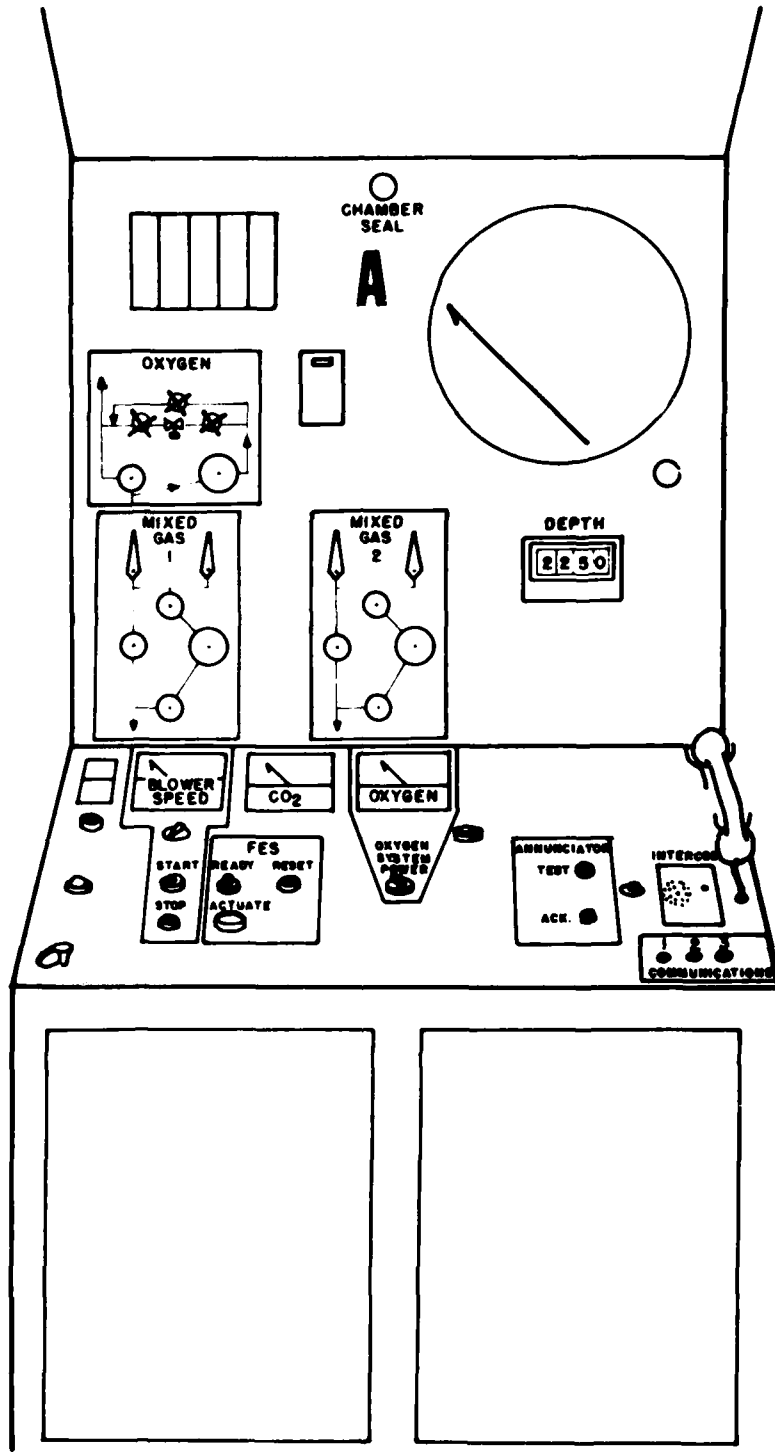 CHAMBER
SEAL
A
OXYGEN
MIXED
GAS
1
MIXED
GAS
2
DEPTH
2250
BLOWER
SPEED
CO2
OXYGEN
FES
START
READY
RESET
STOP
ACTUATE
OXYGEN
SYSTEM
POWER
ANNUNCIATOR
TEST
ACK.
INTERCO
1 2 3
COMMUNICATIONS